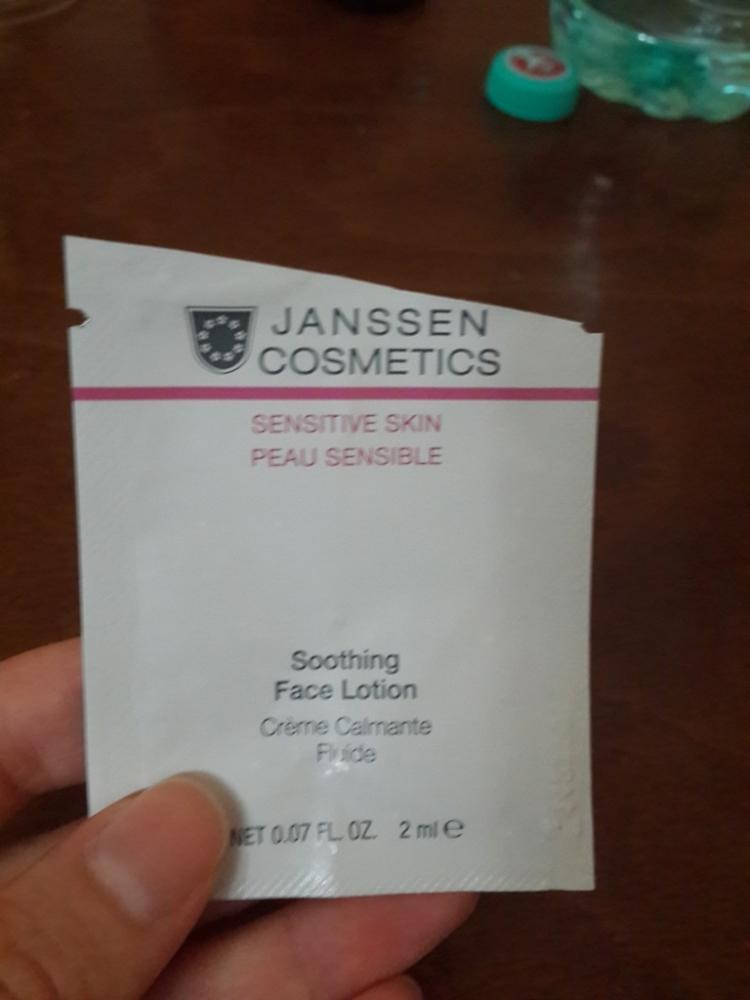 JANSSEN
COSMETICS
SENSITIVE SKIN
PEAU SENSIBLE
Soothing
Face Lotion
Crème Calmante
Fluide
NET 0.07 FL. OZ. 2 ml ℮